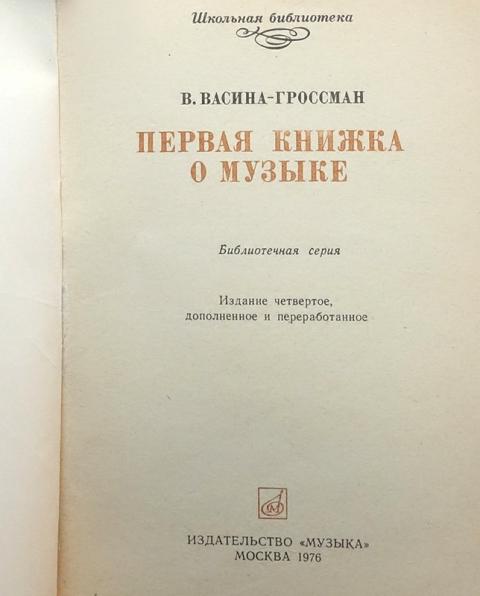 Школьная библиотека
В. ВАСИНА-ГРОССМАН
ПЕРВАЯ КНИЖКА
О МУЗЫКЕ
Библиотечная серия
Издание четвертое,
дополненное и переработанное
ИЗДАТЕЛЬСТВО «МУЗЫКА»
МОСКВА 1976